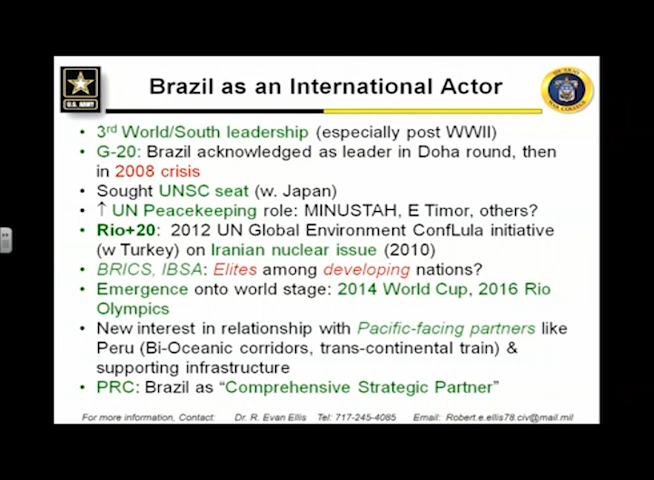 Brazil as an International Actor
U.S. ARMY
• 3rd World/South leadership (especially post WWII)
• G-20: Brazil acknowledged as leader in Doha round, then
in 2008 crisis
• Sought UNSC seat (w. Japan)
• ↑ UN Peacekeeping role: MINUSTAH, E Timor, others?
• Rio+20: 2012 UN Global Environment ConfLula initiative
(w Turkey) on Iranian nuclear issue (2010)
• BRICS, IBSA: Elites among developing nations?
• Emergence onto world stage: 2014 World Cup, 2016 Rio
Olympics
• New interest in relationship with Pacific-facing partners like
Peru (Bi-Oceanic corridors, trans-continental train) &
supporting infrastructure
• PRC: Brazil as “Comprehensive Strategic Partner”
For more information, Contact: Dr. R. Evan Ellis Tel: 717-245-4085 Email: Robert.e.ellis78.civ@mail.mil